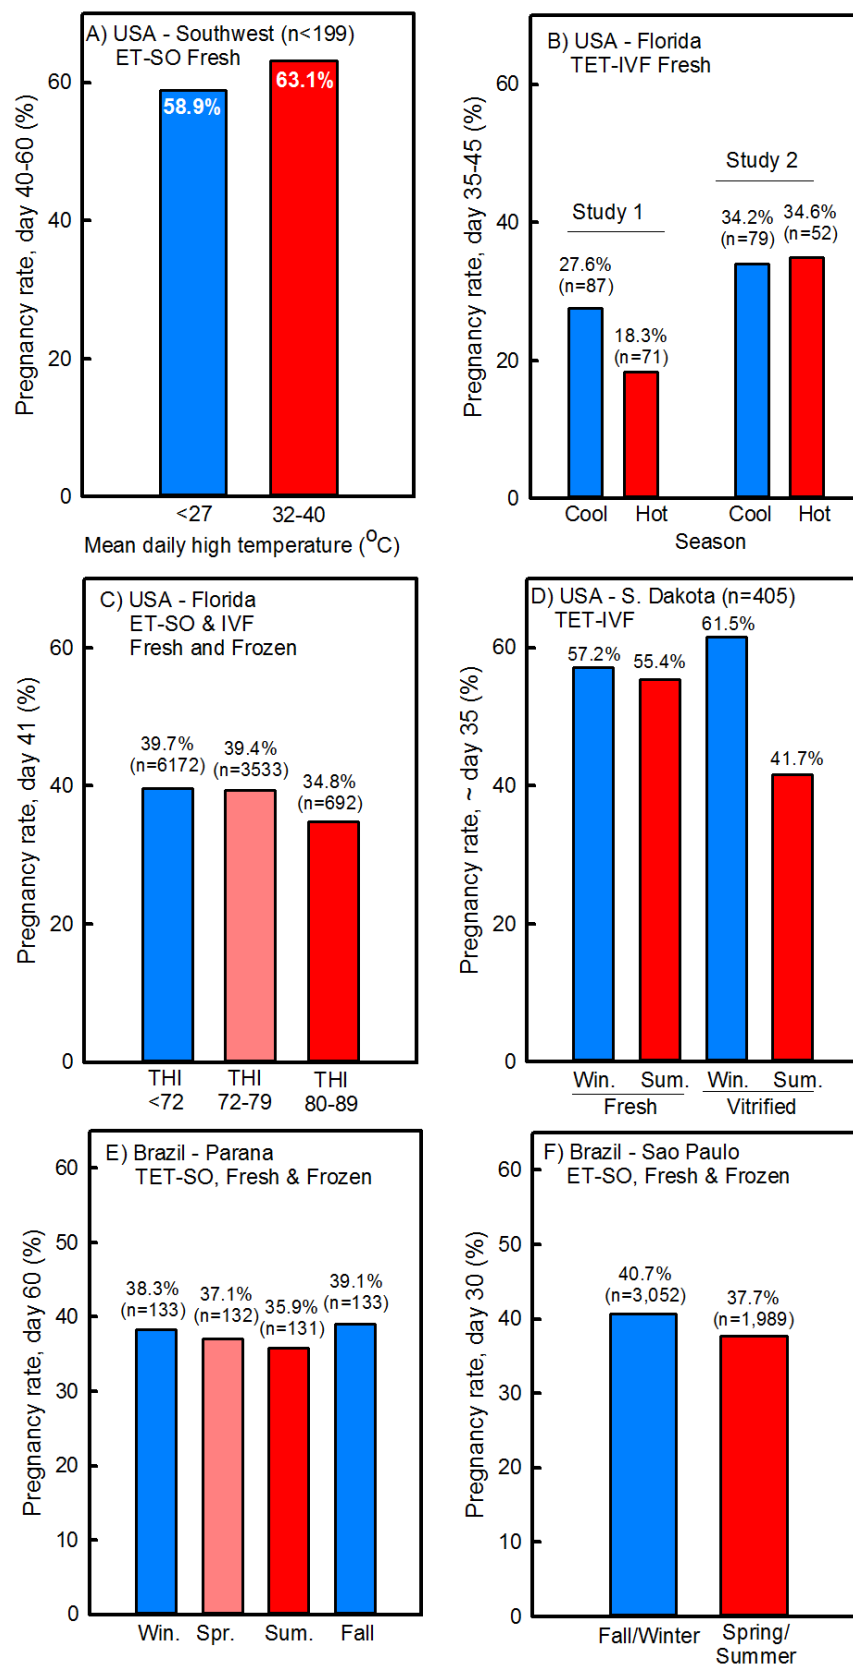 A) USA - Southwest (n<199)
ET-SO Fresh
Pregnancy rate, day 40-60 (%)
60
40
20
0
58.9%
63.1%
<27
32-40
Mean daily high temperature (°C)
B) USA - Florida
TET-IVF Fresh
Pregnancy rate, day 35-45 (%)
60
40
20
0
Study 1
Study 2
27.6%
(n=87)
18.3%
(n=71)
34.2%
(n=79)
34.6%
(n=52)
Cool
Hot
Cool
Hot
Season
C) USA - Florida
ET-SO & IVF
Fresh and Frozen
Pregnancy rate, day 41 (%)
60
40
20
0
39.7%
(n=6172)
39.4%
(n=3533)
34.8%
(n=692)
THI
<72
THI
72-79
THI
80-89
D) USA - S. Dakota (n=405)
TET-IVF
Pregnancy rate, ~ day 35 (%)
60
40
20
0
57.2%
55.4%
61.5%
41.7%
Win.
Sum.
Win.
Sum.
Fresh
Vitrified
E) Brazil - Parana
TET-SO, Fresh & Frozen
Pregnancy rate, day 60 (%)
60
50
40
30
20
10
0
38.3%
(n=133)
37.1%
(n=132)
35.9%
(n=131)
39.1%
(n=133)
Win.
Spr.
Sum.
Fall
F) Brazil - Sao Paulo
ET-SO, Fresh & Frozen
Pregnancy rate, day 30 (%)
60
50
40
30
20
10
0
40.7%
(n=3,052)
37.7%
(n=1,989)
Fall/Winter
Spring/
Summer